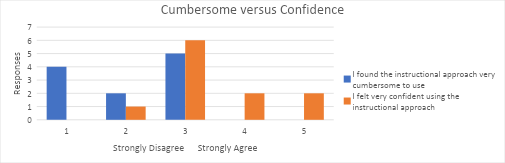 Cumbersome versus Confidence
7
6
5
4
3
2
1
0
Responses
1 2 3 4 5
Strongly Disagree Strongly Agree
I found the instructional approach very
cumbersome to use
I felt very confident using the
instructional approach